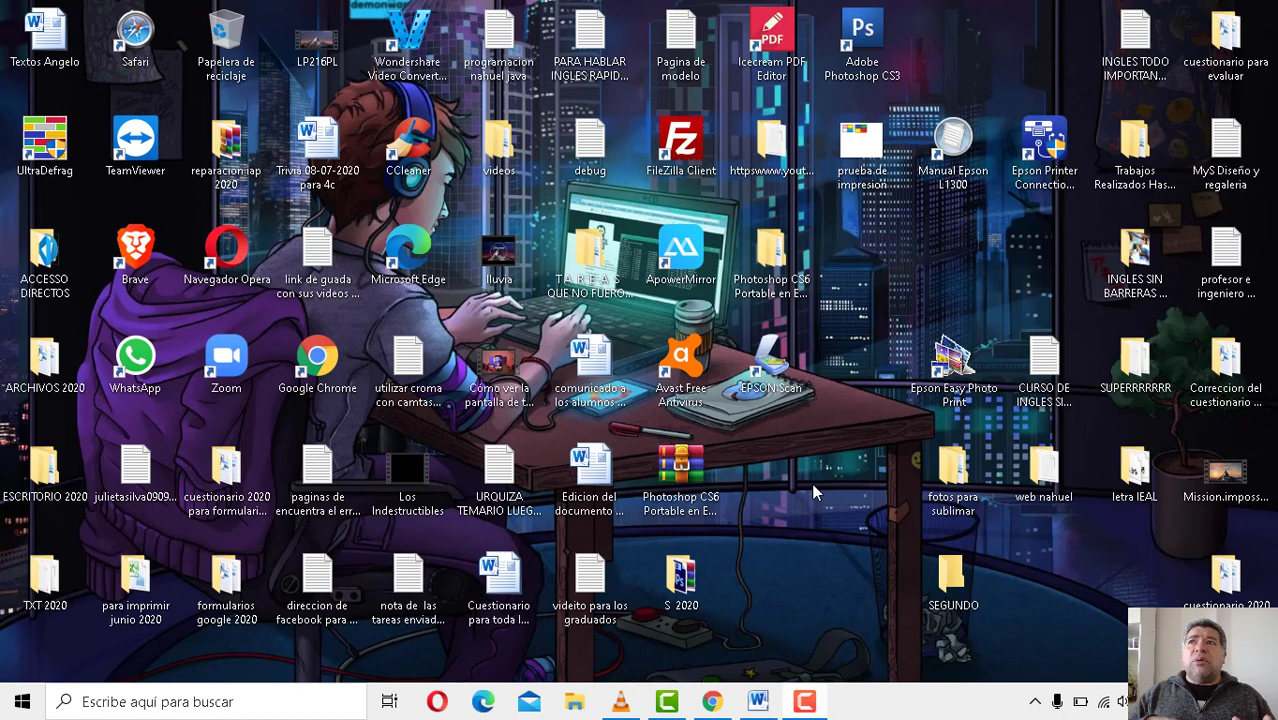 demonwar
Textos Angelo
Safari
Papelera de
reciclaje
LP216PL
Wondershare
Video Convert...
programacion
nahuel java
PARA HABLAR
INGLES RAPID...
Pagina de
modelo
Icecream PDF
Editor
Adobe
Photoshop CS3
INGLES TODO
IMPORTAN...
cuestionario para
evaluar
UltraDefrag
TeamViewer
2020
Trivia 08-07-2020
para 4c
CCleaner
videos
debug
FileZilla Client
httpswww.yout...
prueba de
impresion
Manual Epson
L1300
Epson Printer
Connectio...
Trabajos
Realizados Has...
MyS Diseño y
regaleria
ACCESO
DIRECTOS
Brave
Navegador Opera
link de guada
con sus videos ...
Microsoft Edge
lluvia
T A R E A S
QUE NO FUERO...
ApowerMirror
Photoshop CS6
Portable en E...
INGLES SIN
BARRERAS ...
profesor e
ingeniero ...
ARCHIVOS 2020
WhatsApp
Zoom
Google Chrome
utilizar croma
con camtas...
Cómo ver la
pantalla de t...
comunicado a
los alumnos ...
Avast Free
Antivirus
EPSON Scan
Epson Easy Photo
Print
CURSO DE
INGLES SI...
SUPERRRRRRR
Correccion del
cuestionario ...
ESCRITORIO 2020
julietasilva0909...
cuestionario 2020
para formulari...
paginas de
encuentra el err...
Los
Indestructibles
URQUIZA
TEMARIO LUEG...
Edicion del
documento ...
Photoshop CS6
Portable en E...
fotos para
sublimar
web nahuel
letra IEAL
Mission.imposs...
TXT 2020
para imprimir
junio 2020
formularios
google 2020
direccion de
facebook para ...
nota de las
tareas enviad...
Cuestionario
para toda l...
videito para los
graduados
S 2020
SEGUNDO
cuestionario 2020
Escribe aquí para buscar